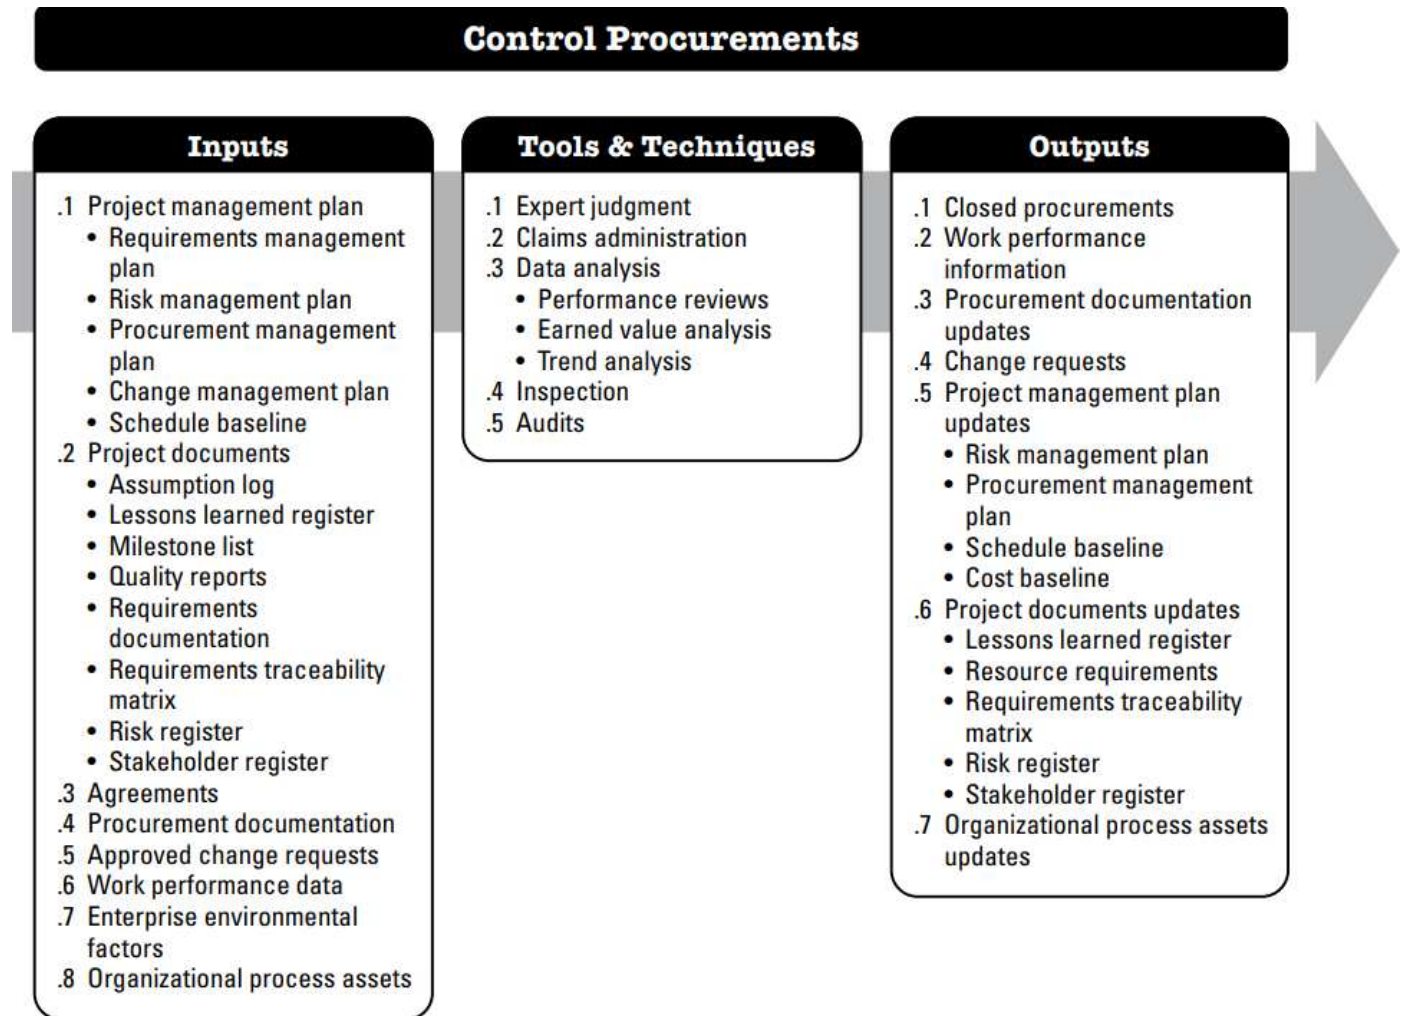 Control Procurements
Inputs
.1 Project management plan
• Requirements management
plan
• Risk management plan
• Procurement management
plan
• Change management plan
• Schedule baseline
.2 Project documents
• Assumption log
• Lessons learned register
• Milestone list
• Quality reports
• Requirements
documentation
• Requirements traceability
matrix
• Risk register
• Stakeholder register
.3 Agreements
.4 Procurement documentation
.5 Approved change requests
.6 Work performance data
.7 Enterprise environmental
factors
.8 Organizational process assets
Tools & Techniques
.1 Expert judgment
.2 Claims administration
.3 Data analysis
• Performance reviews
• Earned value analysis
• Trend analysis
.4 Inspection
.5 Audits
Outputs
.1 Closed procurements
.2 Work performance
information
.3 Procurement documentation
updates
.4 Change requests
.5 Project management plan
updates
• Risk management plan
• Procurement management
plan
• Schedule baseline
• Cost baseline
.6 Project documents updates
• Lessons learned register
• Resource requirements
• Requirements traceability
matrix
• Risk register
• Stakeholder register
.7 Organizational process assets
updates